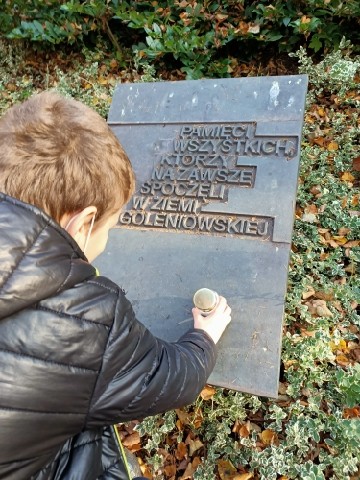 PAMIĘCI
WSZYSTKICH
KTÓRZY
NA ZAWSZE
SPOCZĘLI
W ZIEMI
GOLENIOWSKIEJ